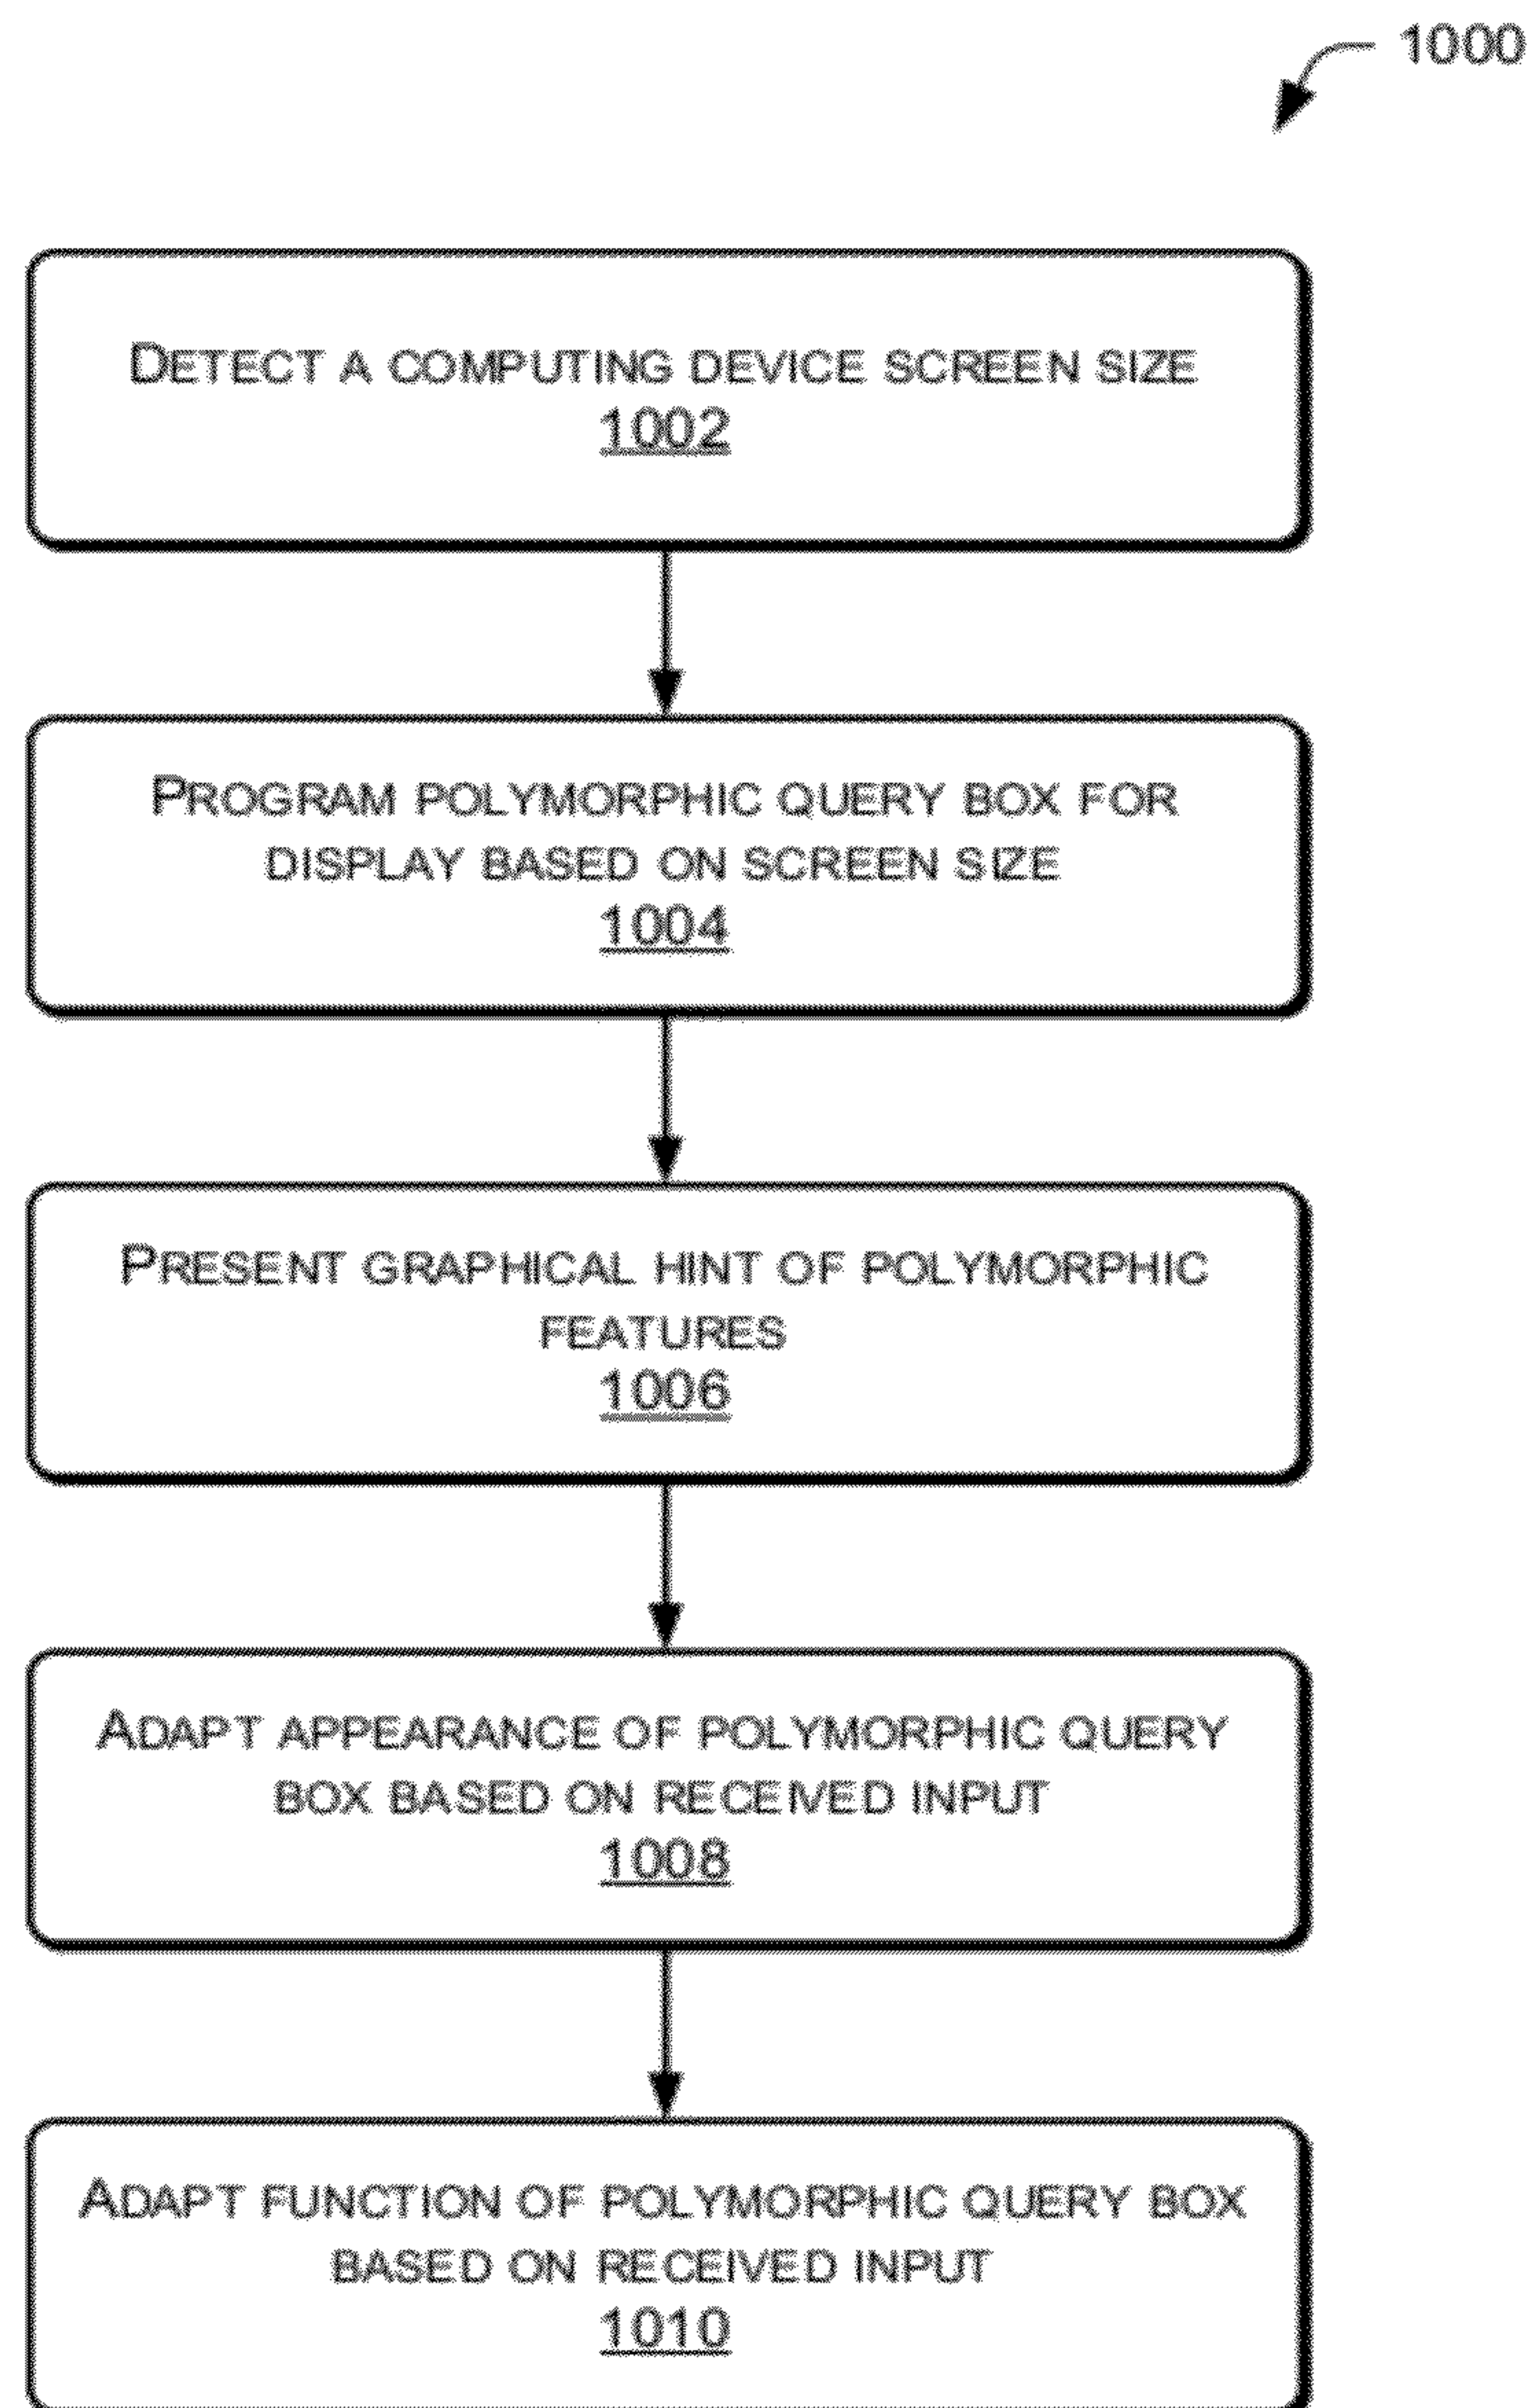 1000
DETECT A COMPUTING DEVICE SCREEN SIZE
1002
PROGRAM POLYMORPHIC QUERY BOX FOR
DISPLAY BASED ON SCREEN SIZE
1004
PRESENT GRAPHICAL HINT OF POLYMORPHIC
FEATURES
1006
ADAPT APPEARANCE OF POLYMORPHIC QUERY
BOX BASED ON RECEIVED INPUT
1008
ADAPT FUNCTION OF POLYMORPHIC QUERY BOX
BASED ON RECEIVED INPUT
1010